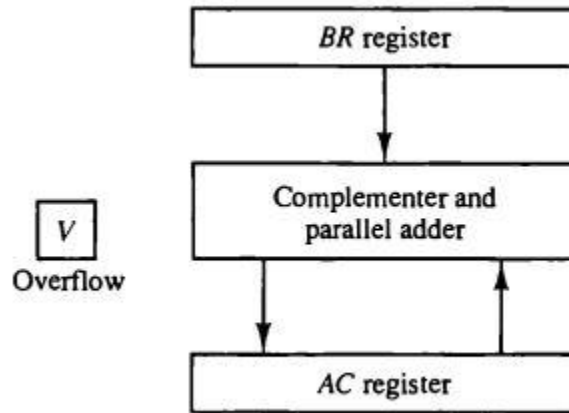 BR register
Complementer and
parallel adder
V
Overflow
AC register